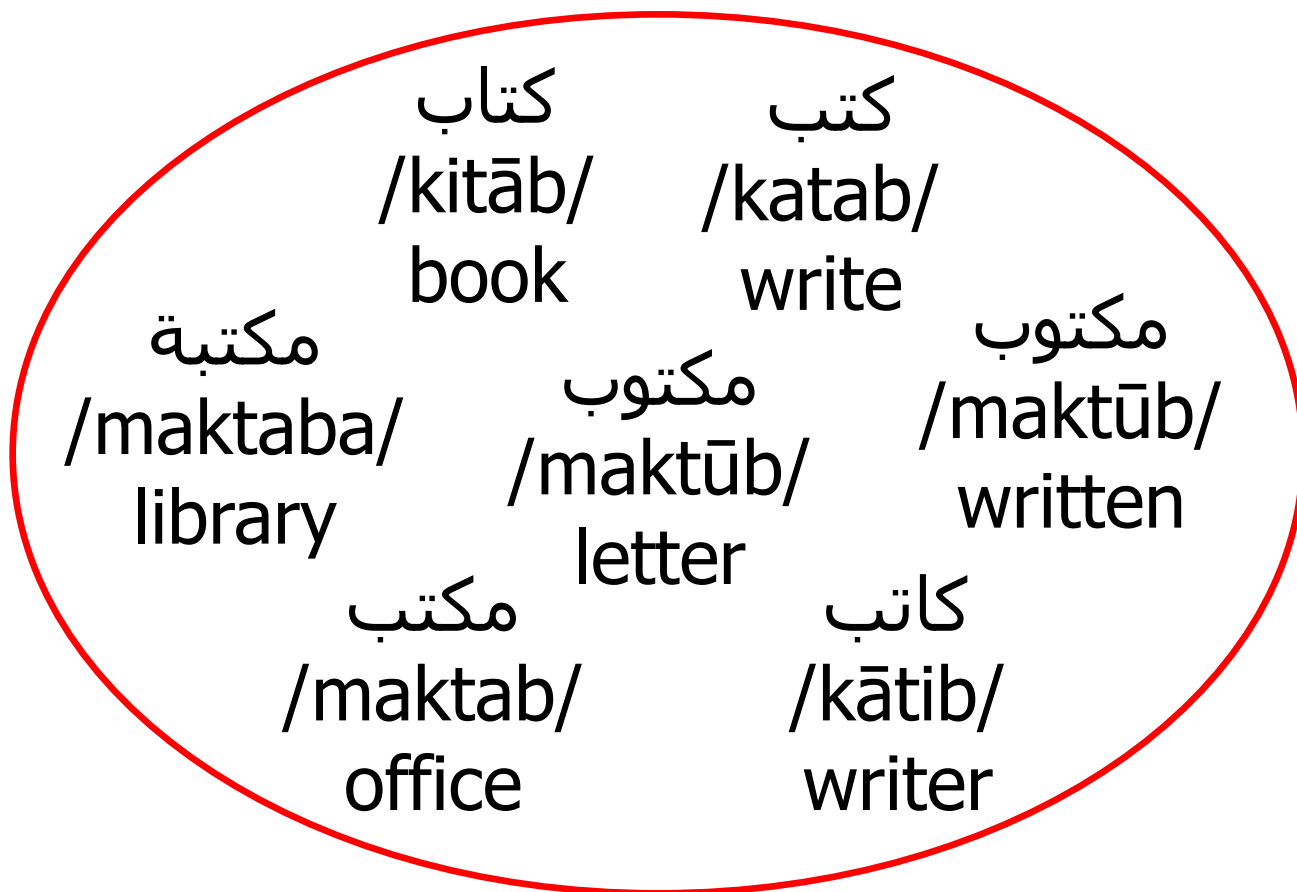 كتاب
/kitāb/
book
كتب
/katab/
write
مكتبة
/maktaba/
library
مكتوب
/maktūb/
letter
مكتوب
/maktūb/
written
مكتب
/maktab/
office
كاتب
/kātib/
writer